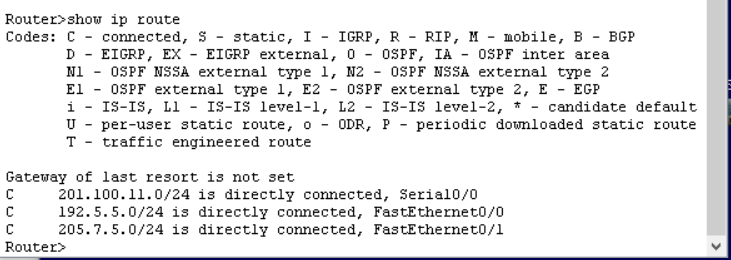 Router>show ip route
Codes: C - connected, S - static, I - IGRP, R - RIP, M - mobile, B - BGP
D - EIGRP, EX - EIGRP external, O - OSPF, IA - OSPF inter area
N1 - OSPF NSSA external type 1, N2 - OSPF NSSA external type 2
E1 - OSPF external type 1, E2 - OSPF external type 2, E - EGP
i - IS-IS, L1 - IS-IS level-1, L2 - IS-IS level-2, * - candidate default
U - per-user static route, o - ODR, P - periodic downloaded static route
T - traffic engineered route
Gateway of last resort is not set
C 201.100.11.0/24 is directly connected, Serial0/0
C 192.5.5.0/24 is directly connected, FastEthernet0/0
C 205.7.5.0/24 is directly connected, FastEthernet0/1
Router>